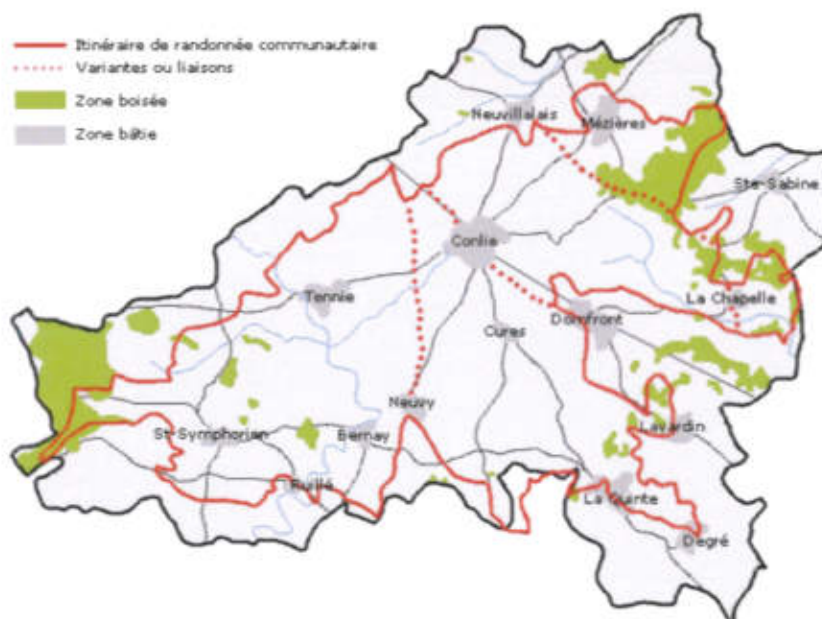 Itinéraire de randonnée communautaire
Variantes ou liaisons
Zone boisée
Zone bâtie
Neuvillalais
Mézières
Ste-Sabine
Conlie
Tennie
La Chapelle
Domfront
Cures
Neuvy
Lavardin
St-Symphorien
Bernay
Ruillé
La Quinte
Degré